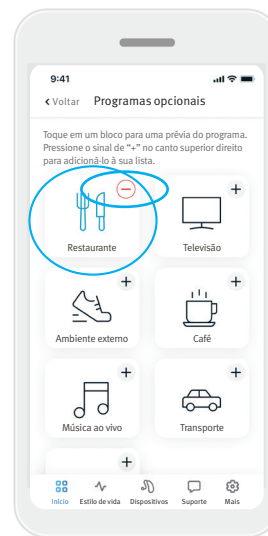 9:41
Voltar Programas opcionais
Toque em um bloco para uma prévia do programa.
Pressione o sinal de “+” no canto superior direito
para adicioná-lo à sua lista.
Restaurante Televisão
Ambiente externo Café
Música ao vivo Transporte
Início Estilo de vida Dispositivos Suporte Mais